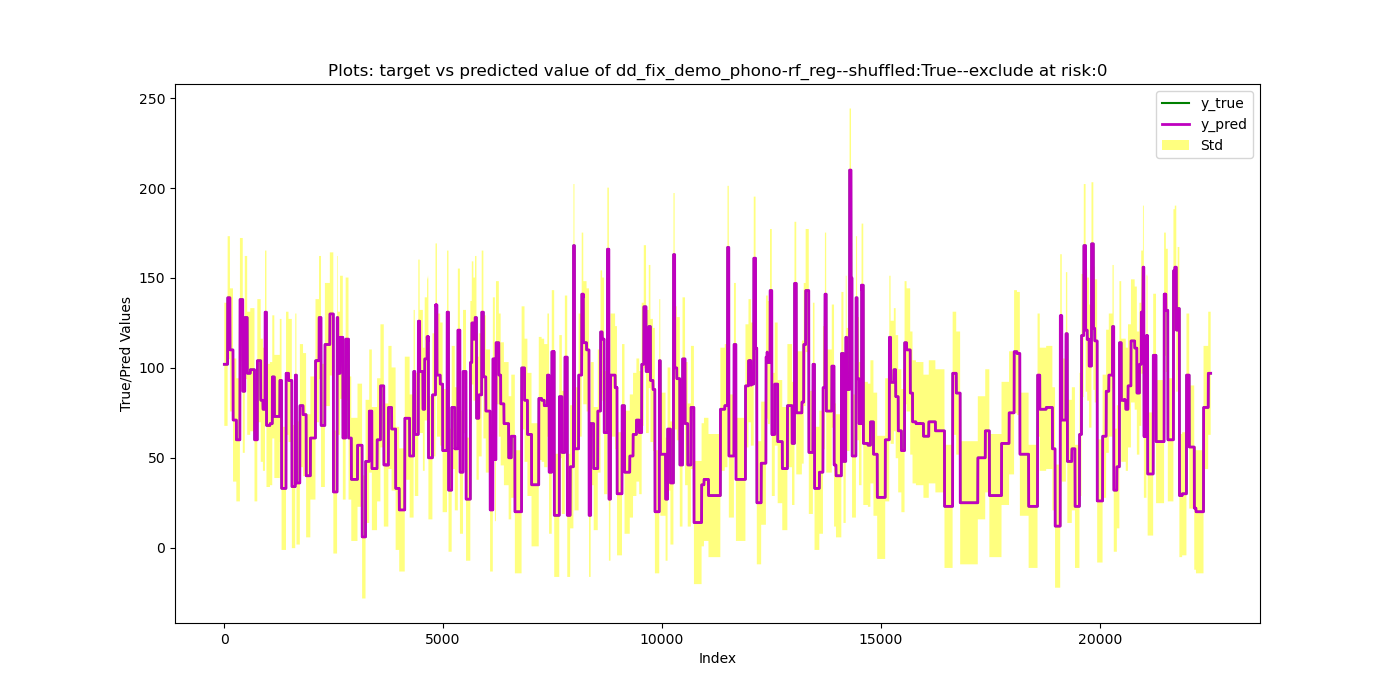 Plots: target vs predicted value of dd_fix_demo_phono-rf_reg--shuffled:True--exclude at risk:0
250
200
150
100
50
0
True/Pred Values
y_true
y_pred
Std
0
5000
10000
15000
20000
Index